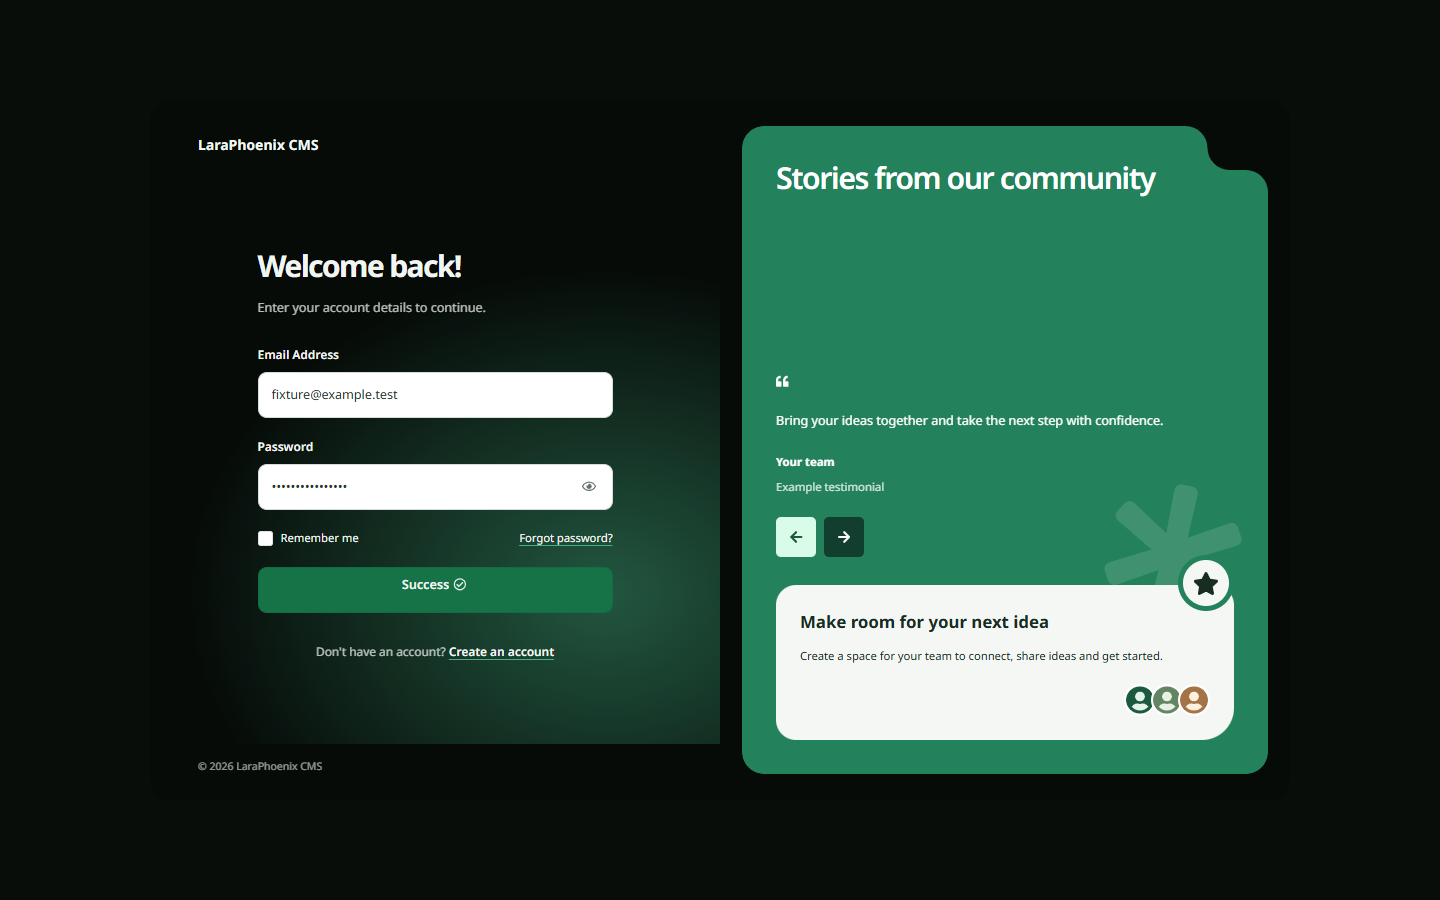 LaraPhoenix CMS
Welcome back!
Enter your account details to continue.
Email Address
fixture@example.test
Password
•••••••••••••••
Remember me
Forgot password?
Success
Don't have an account? Create an account
© 2026 LaraPhoenix CMS
Stories from our community
“
Bring your ideas together and take the next step with confidence.
Your team
Example testimonial
Make room for your next idea
Create a space for your team to connect, share ideas and get started.